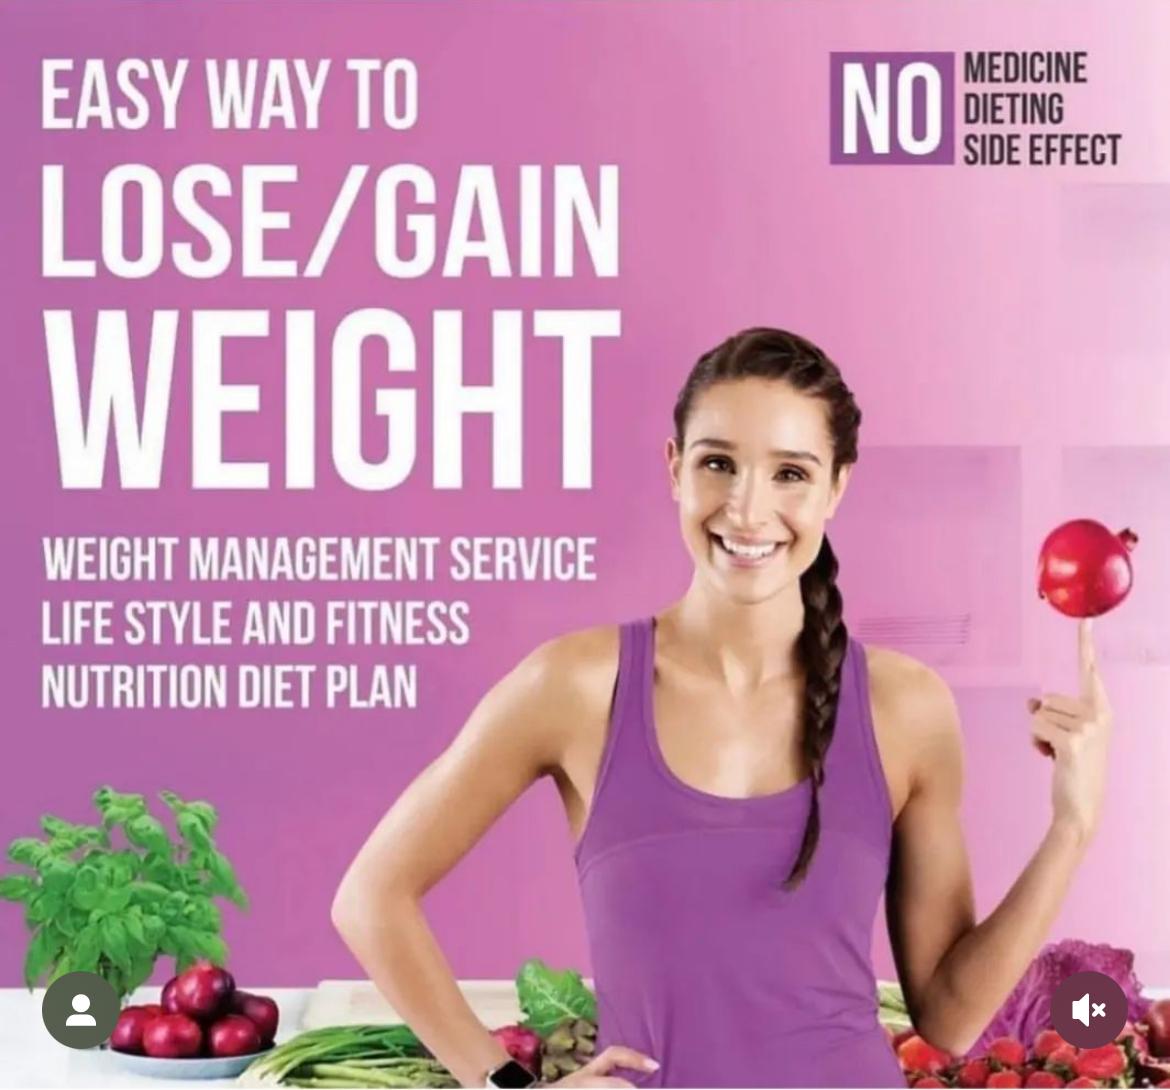 EASY WAY TO
LOSE/GAIN
WEIGHT
NO
MEDICINE
DIETING
SIDE EFFECT
WEIGHT MANAGEMENT SERVICE
LIFE STYLE AND FITNESS
NUTRITION DIET PLAN